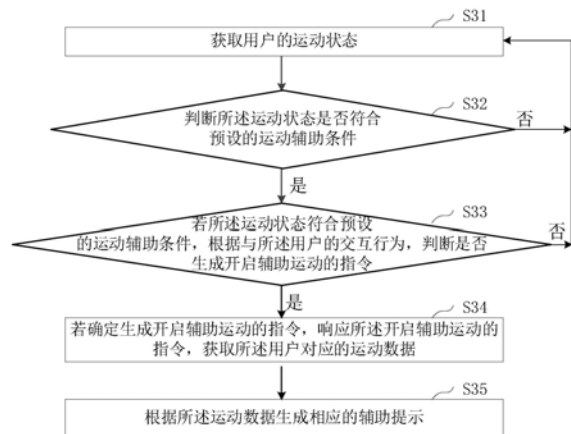 S31
获取用户的运动状态
S32
判断所述运动状态是否符合
预设的运动辅助条件
否
是
S33
若所述运动状态符合预设
的运动辅助条件，根据与所述用户的交互行为，判断是否
生成开启辅助运动的指令
否
是
S34
若确定生成开启辅助运动的指令，响应所述开启辅助运动的
指令，获取所述用户对应的运动数据
S35
根据所述运动数据生成相应的辅助提示